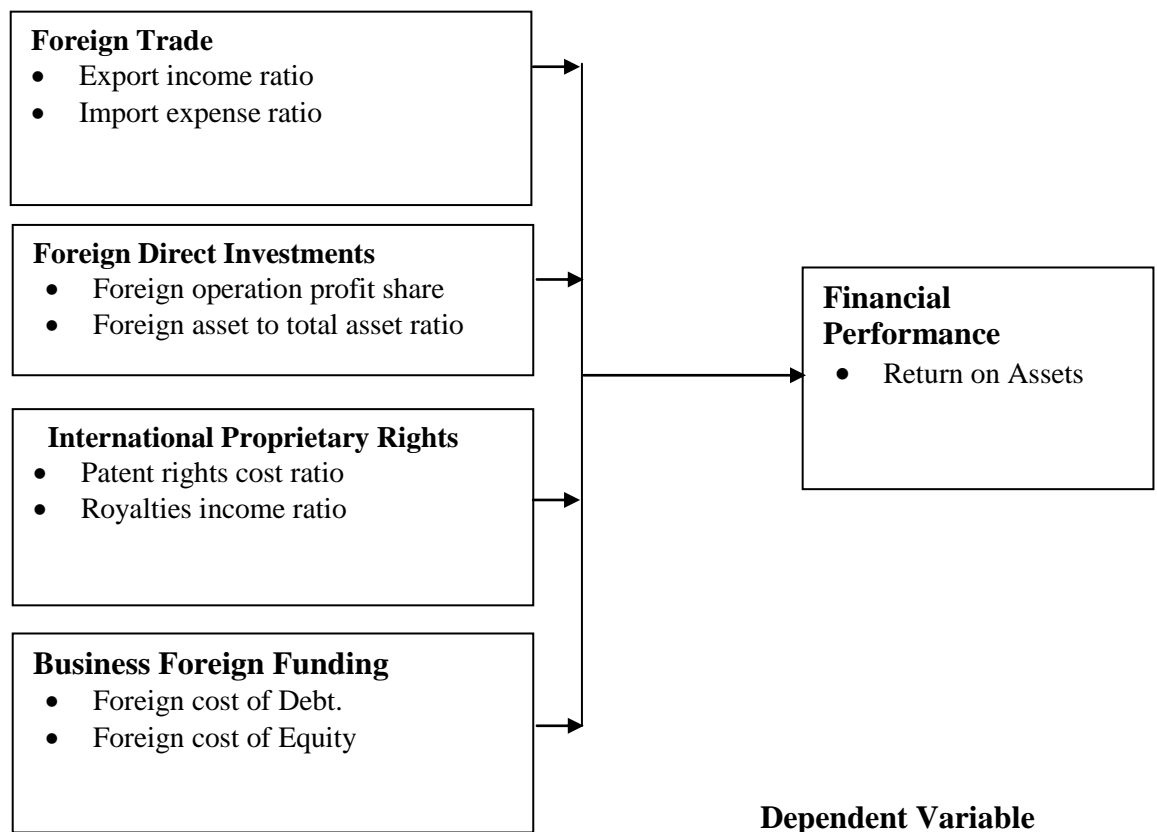 Foreign Trade
• Export income ratio
• Import expense ratio
Foreign Direct Investments
• Foreign operation profit share
• Foreign asset to total asset ratio
International Proprietary Rights
• Patent rights cost ratio
• Royalties income ratio
Business Foreign Funding
• Foreign cost of Debt.
• Foreign cost of Equity
Financial
Performance
• Return on Assets
Dependent Variable